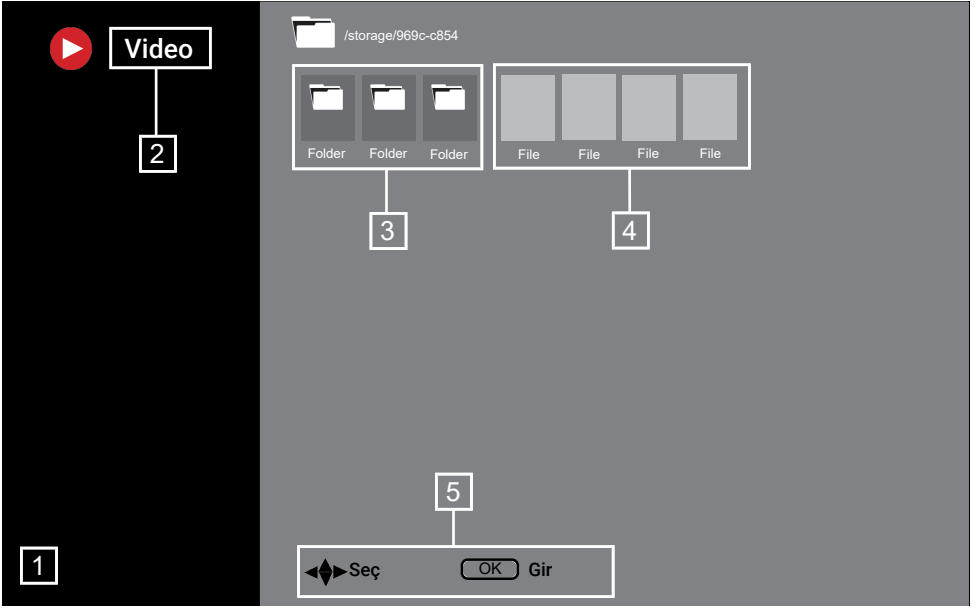 Video
2
/storage/969c-c854
Folder Folder Folder
File File File File
3
4
5
1
Seç OK Gir